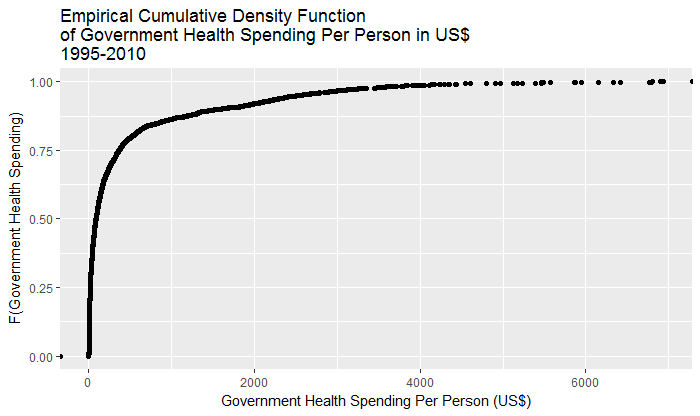 Empirical Cumulative Density Function
of Government Health Spending Per Person in US$
1995-2010
F(Government Health Spending)
1.00
0.75
0.50
0.25
0.00
0 2000 4000 6000
Government Health Spending Per Person (US$)